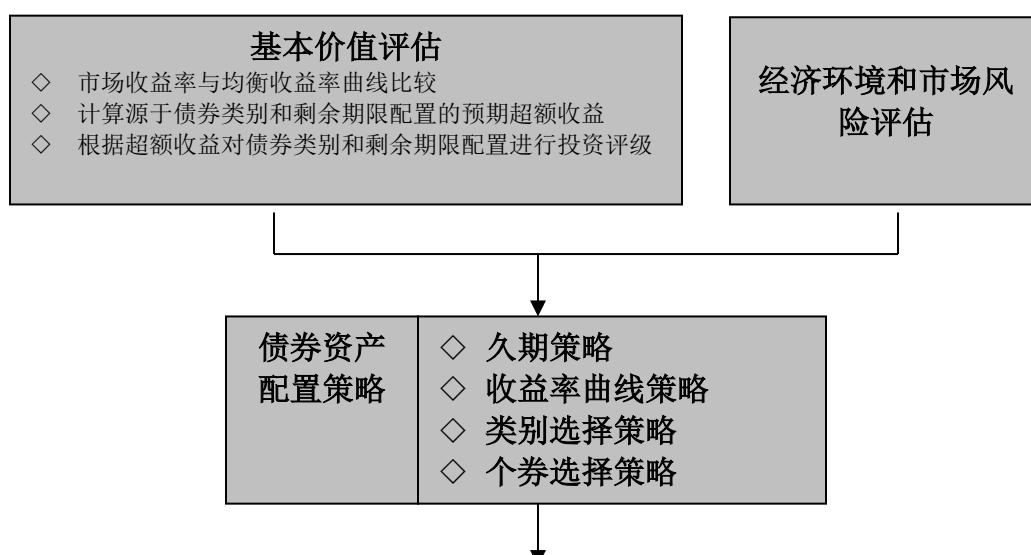 基本价值评估
◇ 市场收益率与均衡收益率曲线比较
◇ 计算源于债券类别和剩余期限配置的预期超额收益
◇ 根据超额收益对债券类别和剩余期限配置进行投资评级
经济环境和市场风
险评估
债券资产
配置策略
◇ 久期策略
◇ 收益率曲线策略
◇ 类别选择策略
◇ 个券选择策略